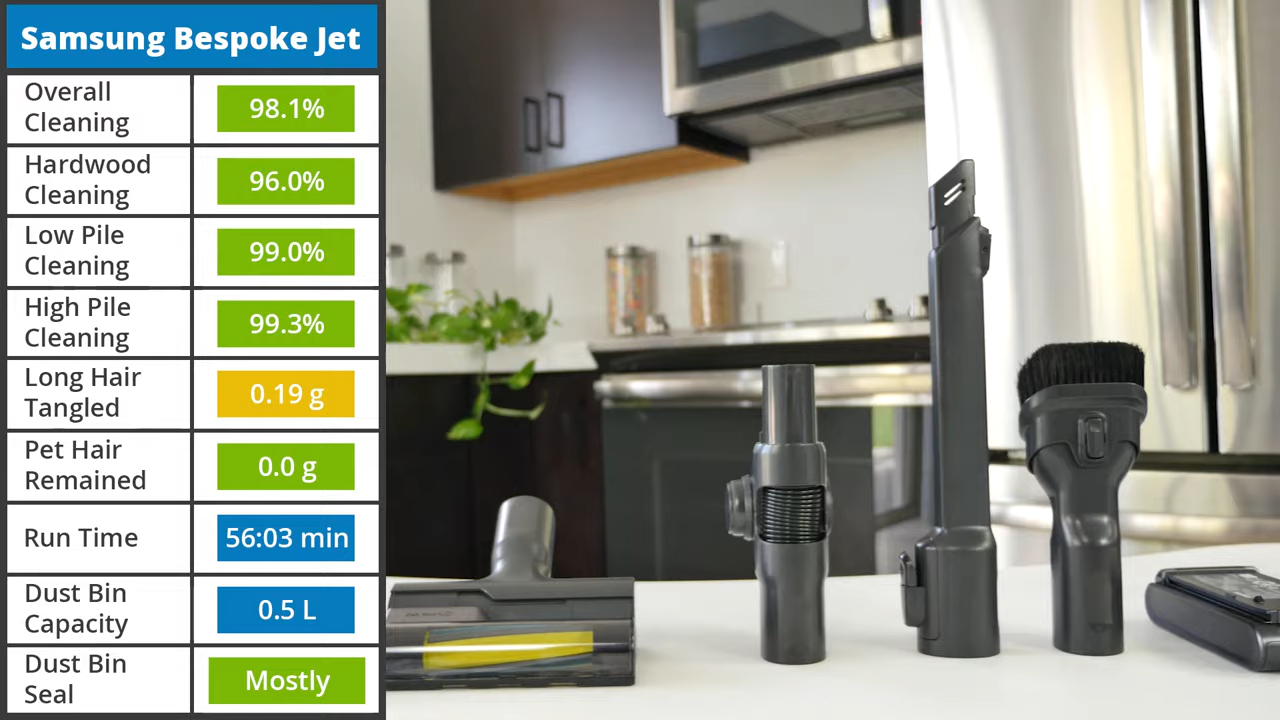 Samsung Bespoke Jet
Overall
Cleaning
98.1%
Hardwood
Cleaning
96.0%
Low Pile
Cleaning
99.0%
High Pile
Cleaning
99.3%
Long Hair
Tangled
0.19 g
Pet Hair
Remained
0.0 g
Run Time
56:03 min
Dust Bin
Capacity
0.5 L
Dust Bin
Seal
Mostly